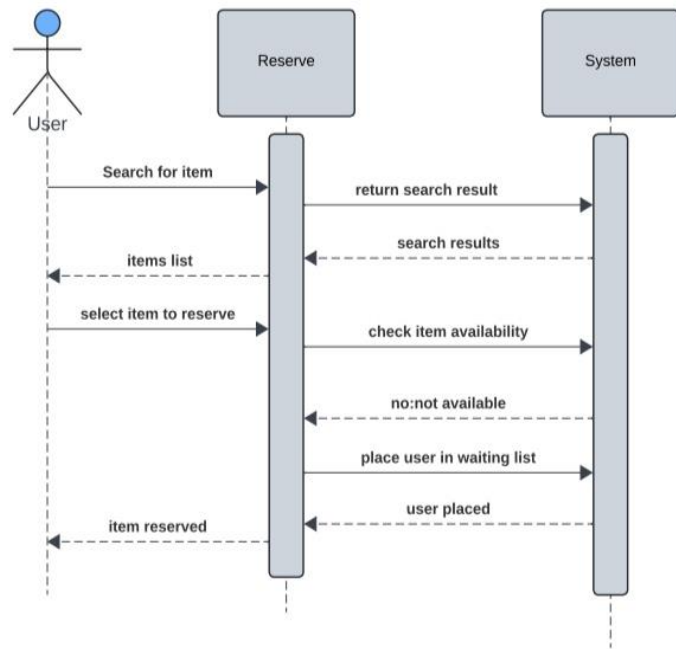 Reserve
System
User
Search for item
return search result
search results
items list
select item to reserve
check item availability
no:not available
place user in waiting list
user placed
item reserved